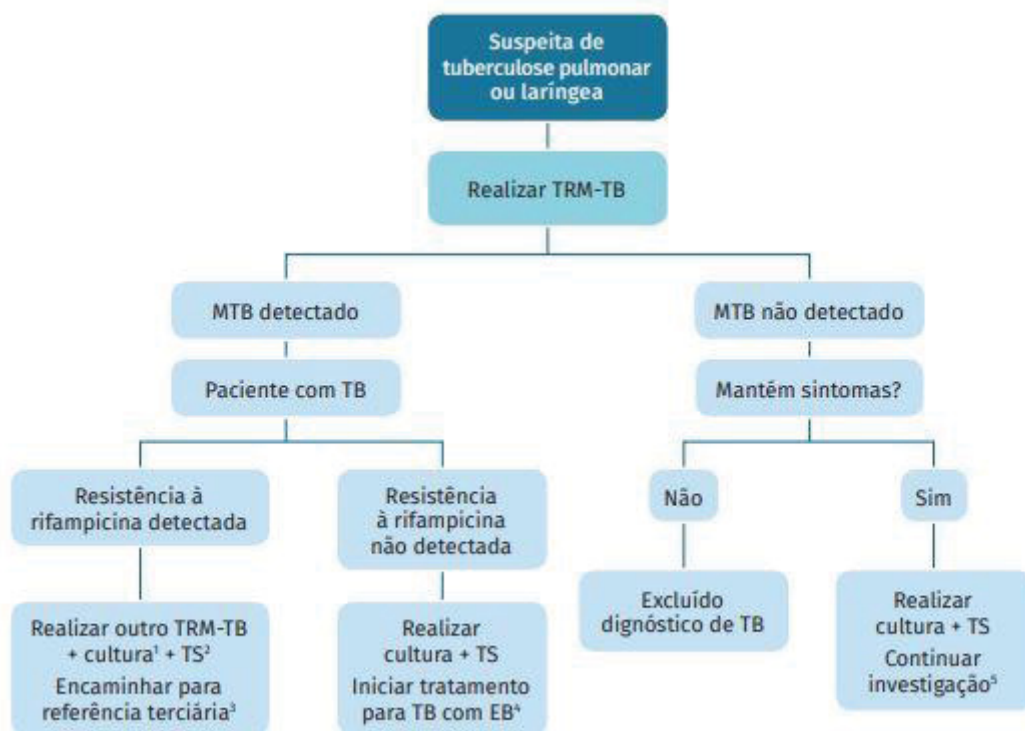 Suspeita de
tuberculose pulmonar
ou laríngea
Realizar TRM-TB
MTB detectado
MTB não detectado
Paciente com TB
Mantém sintomas?
Resistência à
rifampicina detectada
Resistência
à rifampicina
não detectada
Não
Sim
Realizar outro TRM-TB
+ cultura¹ + TS²
Encaminhar para
referência terciária³
Realizar
cultura + TS
Iniciar tratamento
para TB com EB⁴
Excluído
dignóstico de TB
Realizar
cultura + TS
Continuar
investigação⁵